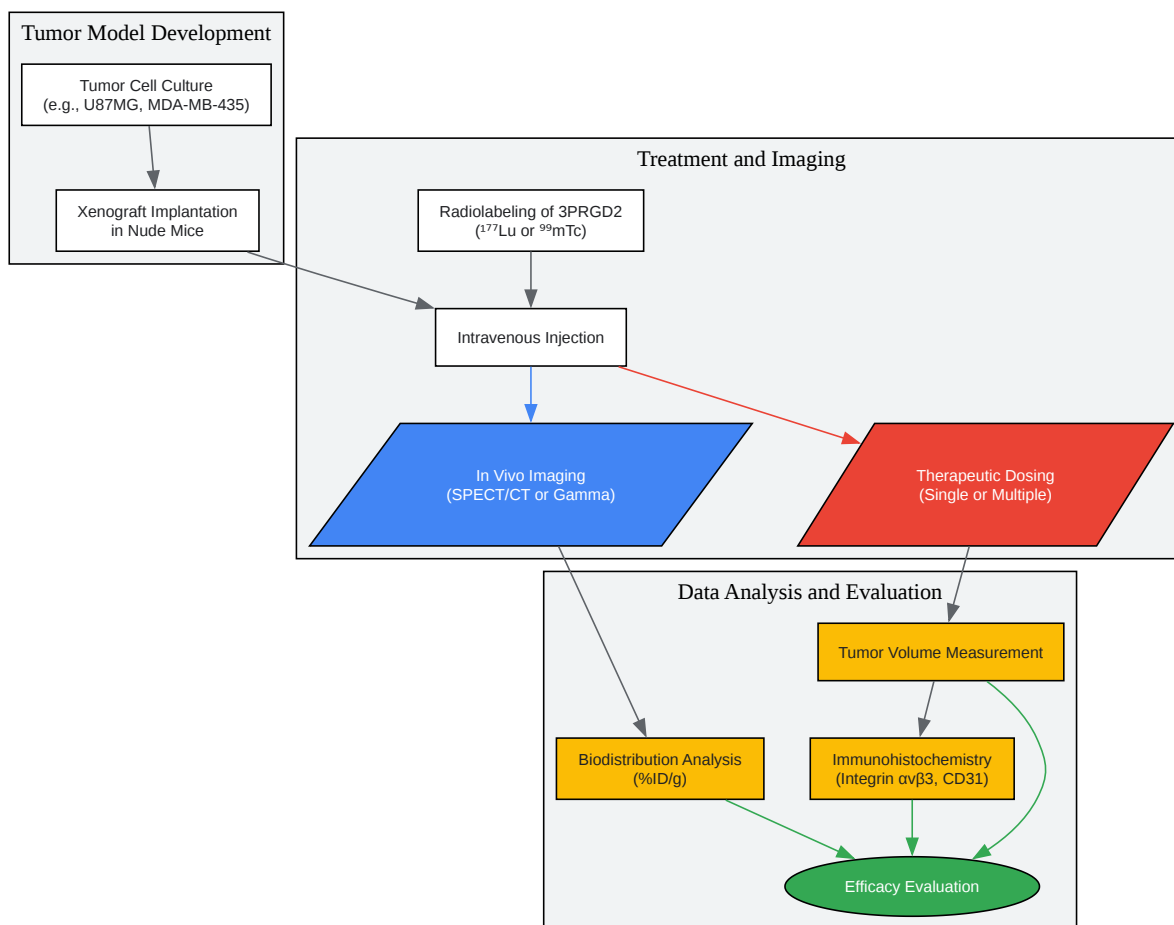 Tumor Model Development
Tumor Cell Culture
(e.g., U87MG, MDA-MB-435)
Xenograft Implantation
in Nude Mice
Treatment and Imaging
Radiolabeling of 3PRGD2
(¹⁷⁷Lu or ⁹⁹mTc)
Intravenous Injection
In Vivo Imaging
(SPECT/CT or Gamma)
Therapeutic Dosing
(Single or Multiple)
Data Analysis and Evaluation
Tumor Volume Measurement
Biodistribution Analysis
(%ID/g)
Immunohistochemistry
(Integrin αvβ3, CD31)
Efficacy Evaluation